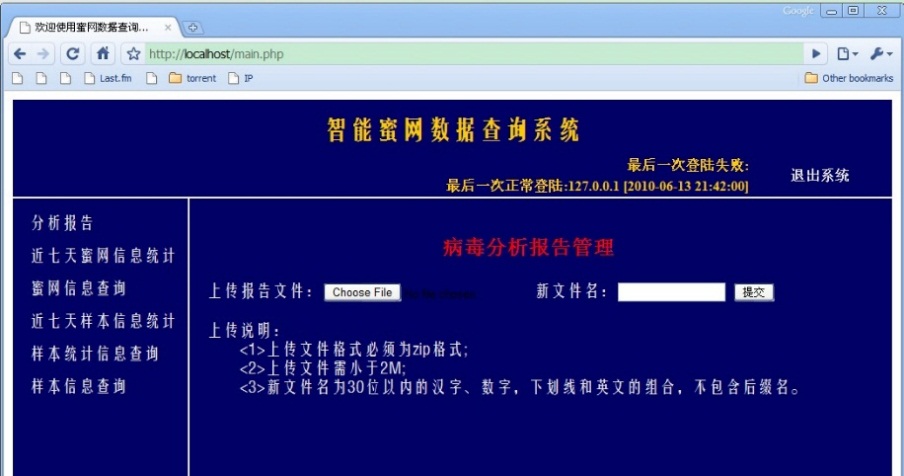 Google
欢迎使用蜜网数据查询...
http://localhost/main.php
Last.fm torrent IP Other bookmarks
智能蜜网数据查询系统
最后一次登陆失败:
最后一次正常登陆:127.0.0.1 [2010-06-13 21:42:00]
退出系统
分析报告
近七天蜜网信息统计
蜜网信息查询
近七天样本信息统计
样本统计信息查询
样本信息查询
病毒分析报告管理
上传报告文件: Choose File 新文件名: 提交
上传说明:
<1>上传文件格式必须为zip格式;
<2>上传文件需小于2M;
<3>新文件名为30位以内的汉字、数字，下划线和英文的组合，不包含后缀名。